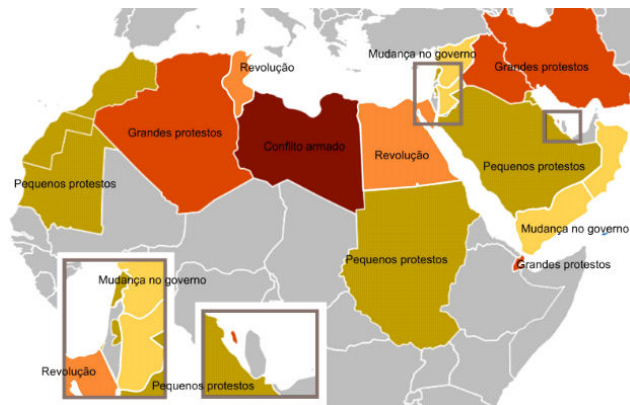 Mudança no governo
Revolução
Grandes protestos
Grandes protestos
Conflito armado
Revolução
Pequenos protestos
Pequenos protestos
Mudança no governo
Pequenos protestos
Grandes protestos
Mudança no governo
Revolução
Pequenos protestos